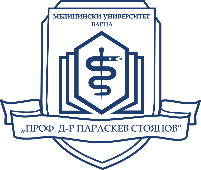 МЕДИЦИНСКИ УНИВЕРСИТЕТ
ВАРНА
„ПРОФ. Д-Р ПАРАСКЕВ СТОЯНОВ“